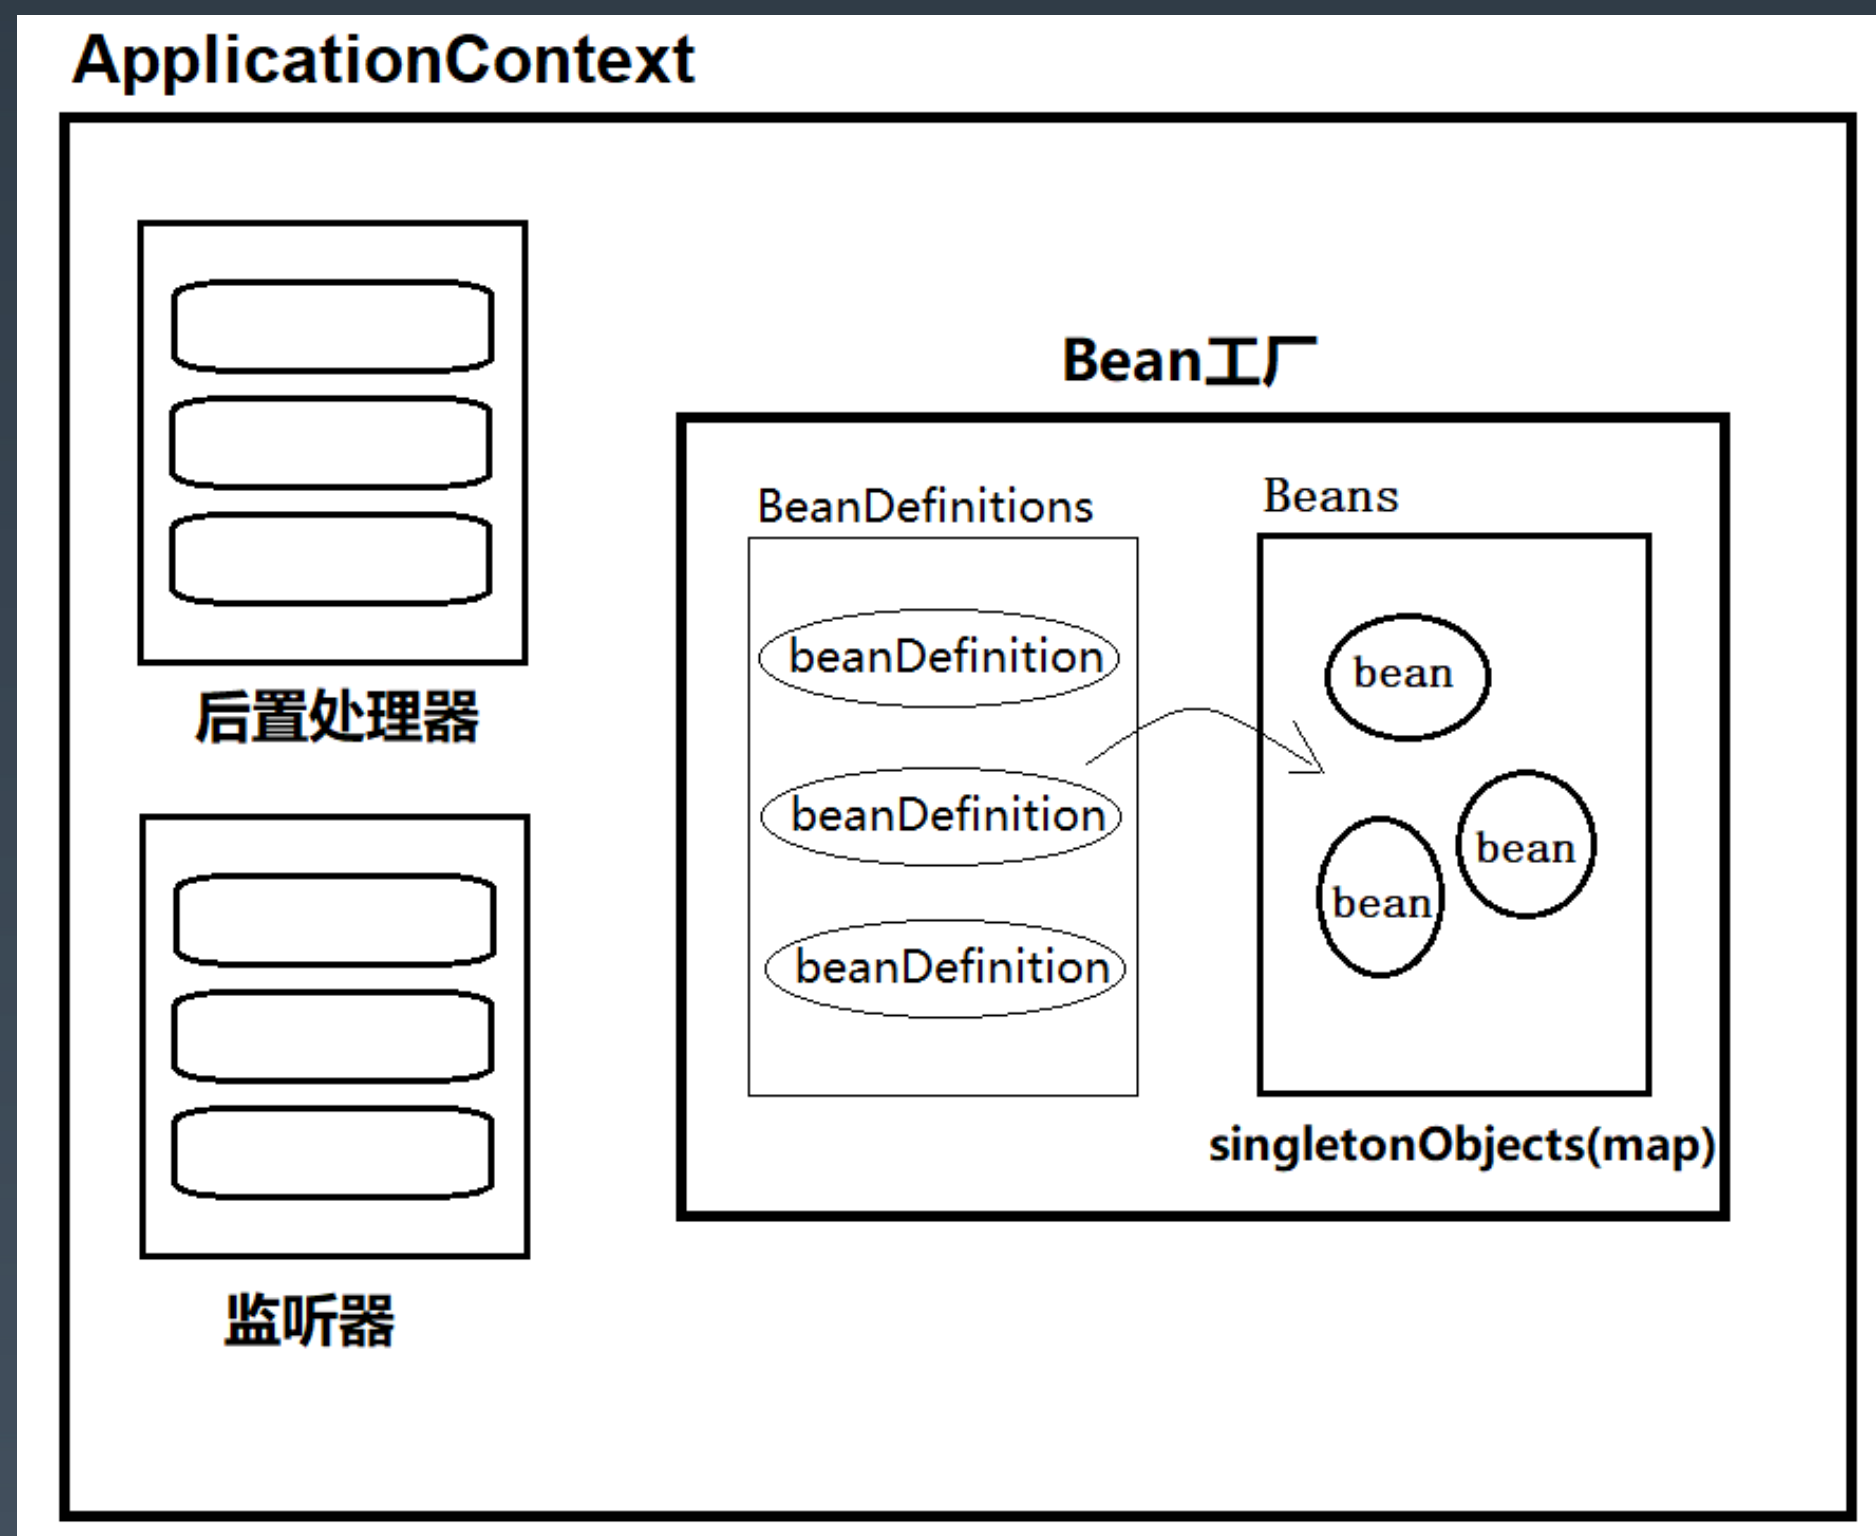 ApplicationContext
后置处理器
监听器
Bean工厂
BeanDefinitions
beanDefinition
beanDefinition
beanDefinition
Beans
bean
bean
bean
singletonObjects(map)